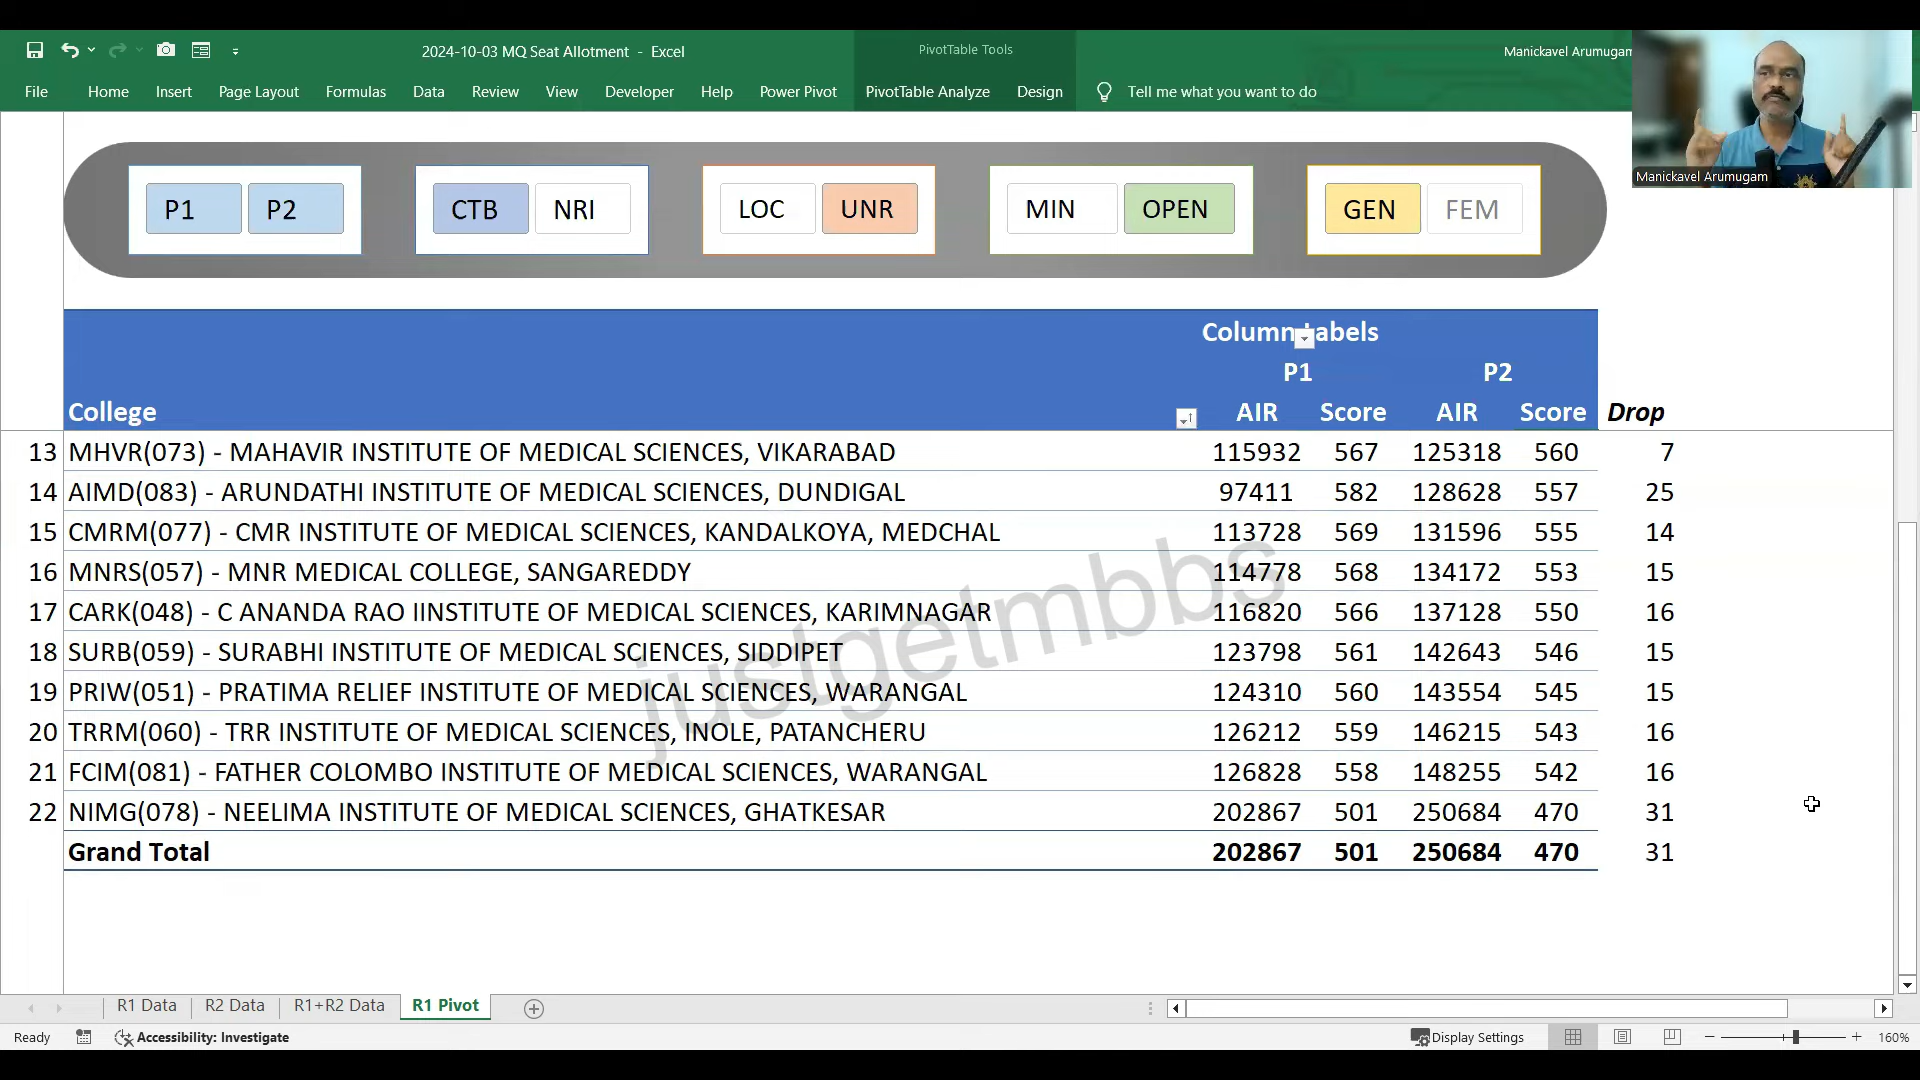 2024-10-03 MQ Seat Allotment - Excel
PivotTable Tools
Manickavel Arumugam
File Home Insert Page Layout Formulas Data Review View Developer Help Power Pivot PivotTable Analyze Design Tell me what you want to do
Manickavel Arumugam
P1 P2 CTB NRI LOC UNR MIN OPEN GEN FEM
Column Labels
P1 P2
College AIR Score AIR Score Drop
13 MHVR(073) - MAHAVIR INSTITUTE OF MEDICAL SCIENCES, VIKARABAD 115932 567 125318 560 7
14 AIMD(083) - ARUNDATHI INSTITUTE OF MEDICAL SCIENCES, DUNDIGAL 97411 582 128628 557 25
15 CMRM(077) - CMR INSTITUTE OF MEDICAL SCIENCES, KANDALKOYA, MEDCHAL 113728 569 131596 555 14
16 MNRS(057) - MNR MEDICAL COLLEGE, SANGAREDDY 114778 568 134172 553 15
17 CARK(048) - C ANANDA RAO IINSTITUTE OF MEDICAL SCIENCES, KARIMNAGAR 116820 566 137128 550 16
18 SURB(059) - SURABHI INSTITUTE OF MEDICAL SCIENCES, SIDDIPET 123798 561 142643 546 15
19 PRIW(051) - PRATIMA RELIEF INSTITUTE OF MEDICAL SCIENCES, WARANGAL 124310 560 143554 545 15
20 TRRM(060) - TRR INSTITUTE OF MEDICAL SCIENCES, INOLE, PATANCHERU 126212 559 146215 543 16
21 FCIM(081) - FATHER COLOMBO INSTITUTE OF MEDICAL SCIENCES, WARANGAL 126828 558 148255 542 16
22 NIMG(078) - NEELIMA INSTITUTE OF MEDICAL SCIENCES, GHATKESAR 202867 501 250684 470 31
Grand Total 202867 501 250684 470 31
justgetmbbs
R1 Data R2 Data R1+R2 Data R1 Pivot
Ready Accessibility: Investigate Display Settings 160%